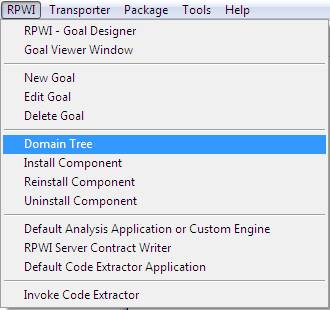 RPWI Transporter Package Tools Help
RPWI - Goal Designer
Goal Viewer Window
New Goal
Edit Goal
Delete Goal
Domain Tree
Install Component
Reinstall Component
Uninstall Component
Default Analysis Application or Custom Engine
RPWI Server Contract Writer
Default Code Extractor Application
Invoke Code Extractor